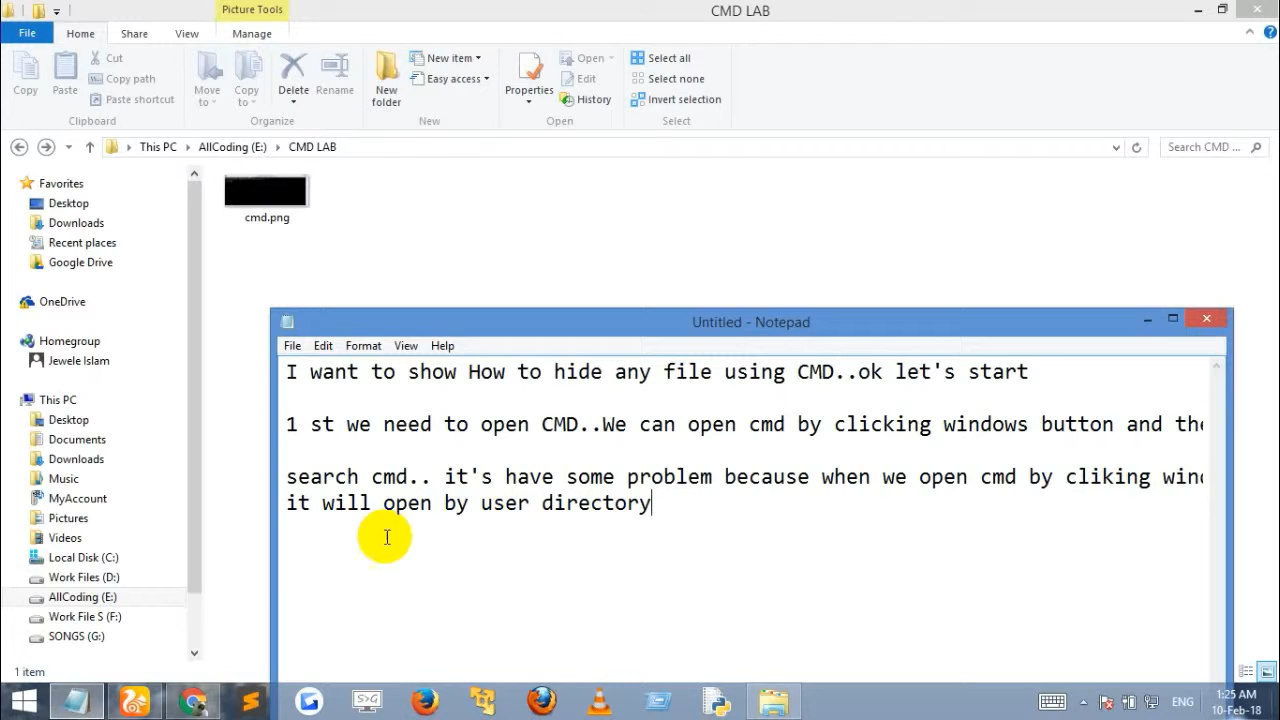 Picture Tools
CMD LAB
File
Home
Share
View
Manage
Copy
Paste
Cut
Copy path
Paste shortcut
Clipboard
Move to
Copy to
Delete
Rename
Organize
New folder
New item
Easy access
New
Properties
Open
Edit
History
Open
Select all
Select none
Invert selection
Select
This PC
AllCoding (E:)
CMD LAB
Search CMD ...
Favorites
Desktop
Downloads
Recent places
Google Drive
OneDrive
Homegroup
Jewele Islam
This PC
Desktop
Documents
Downloads
Music
MyAccount
Pictures
Videos
Local Disk (C:)
Work Files (D:)
AllCoding (E:)
Work File S (F:)
SONGS (G:)
1 item
cmd.png
Untitled - Notepad
File Edit Format View Help
I want to show How to hide any file using CMD..ok let's start
1 st we need to open CMD..We can open cmd by clicking windows button and the
search cmd.. it's have some problem because when we open cmd by cliking wind
it will open by user directory
S>G
ENG
1:25 AM
10-Feb-18